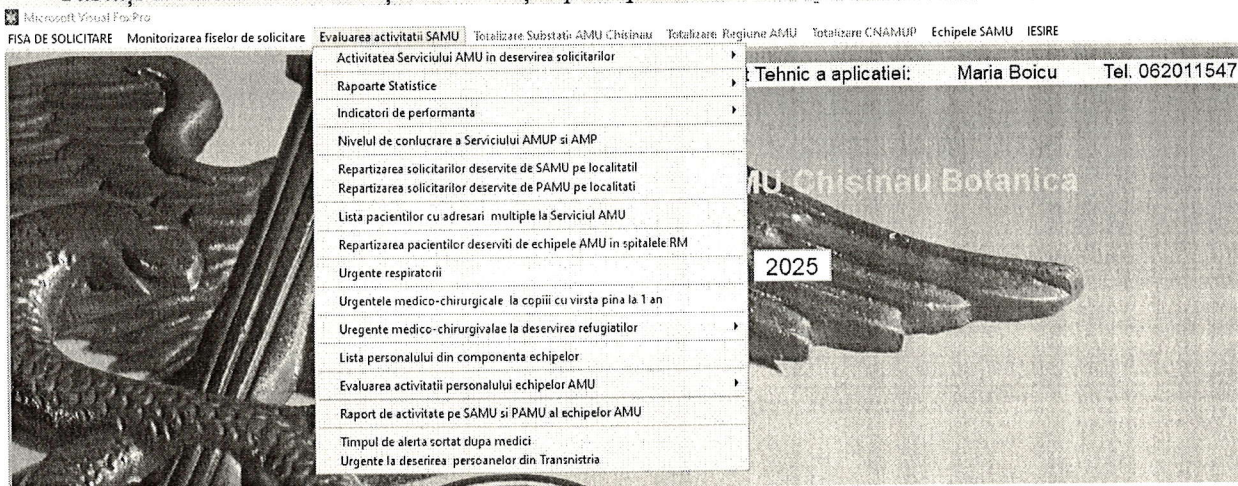 Microsoft Visual FoxPro
FISA DE SOLICITARE Monitorizarea fiselor de solicitare Evaluarea activitatii SAMU Totalizare Substatii AMU Chisinau Totalizare Regiune AMU Totalizare CNAMUP Echipele SAMU IESIRE
Activitatea Serviciului AMU in deservirea solicitarilor
t Tehnic a aplicatiei: Maria Boicu Tel. 062011547
Rapoarte Statistice
Indicatori de performanta
Nivelul de conlucrare a Serviciului AMUP si AMP
Repartizarea solicitarilor deservite de SAMU pe localitatil
Repartizarea solicitarilor deservite de PAMU pe localitati
MU Chisinau Botanica
Lista pacientilor cu adresari multiple la Serviciul AMU
Repartizarea pacientilor deserviti de echipele AMU in spitalele RM
2025
Urgente respiratorii
Urgentele medico-chirurgicale la copiii cu virsta pina la 1 an
Uregente medico-chirurgivalae la deservirea refugiatilor
Lista personalului din componenta echipelor
Evaluarea activitatii personalului echipelor AMU
Raport de activitate pe SAMU si PAMU al echipelor AMU
Timpul de alerta sortat dupa medici
Urgente la deserirea persoanelor din Transnistria